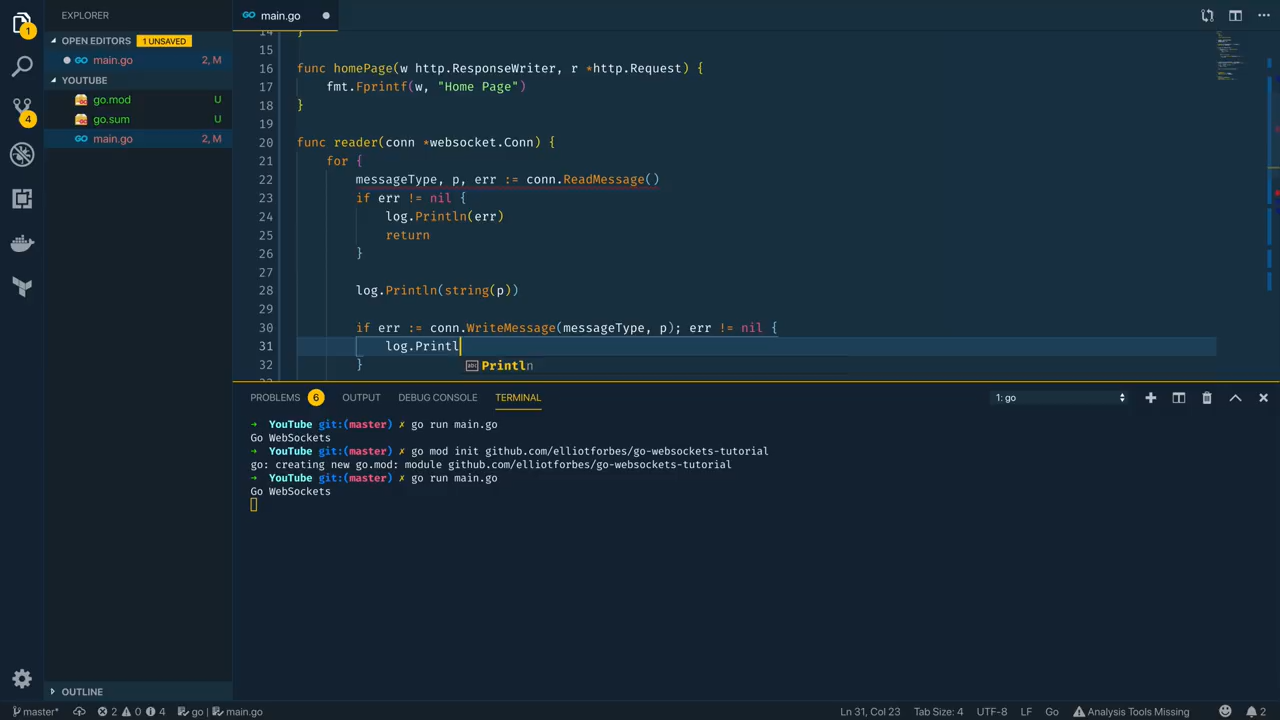 EXPLORER
main.go
1
OPEN EDITORS 1 UNSAVED
main.go 2, M
YOUTUBE
go.mod U
go.sum U
main.go 2, M
4
14 }
15
16 func homePage(w http.ResponseWriter, r *http.Request) {
17 fmt.Fprintf(w, "Home Page")
18 }
19
20 func reader(conn *websocket.Conn) {
21 for {
22 messageType, p, err := conn.ReadMessage()
23 if err != nil {
24 log.Println(err)
25 return
26 }
27
28 log.Println(string(p))
29
30 if err := conn.WriteMessage(messageType, p); err != nil {
31 log.Printl
32 }
abc Println
PROBLEMS 6 OUTPUT DEBUG CONSOLE TERMINAL 1: go
➜ YouTube git:(master) ✗ go run main.go
Go WebSockets
➜ YouTube git:(master) ✗ go mod init github.com/elliotforbes/go-websockets-tutorial
go: creating new go.mod: module github.com/elliotforbes/go-websockets-tutorial
➜ YouTube git:(master) ✗ go run main.go
Go WebSockets
OUTLINE
master* 2 0 4 go | main.go Ln 31, Col 23 Tab Size: 4 UTF-8 LF Go Analysis Tools Missing 2